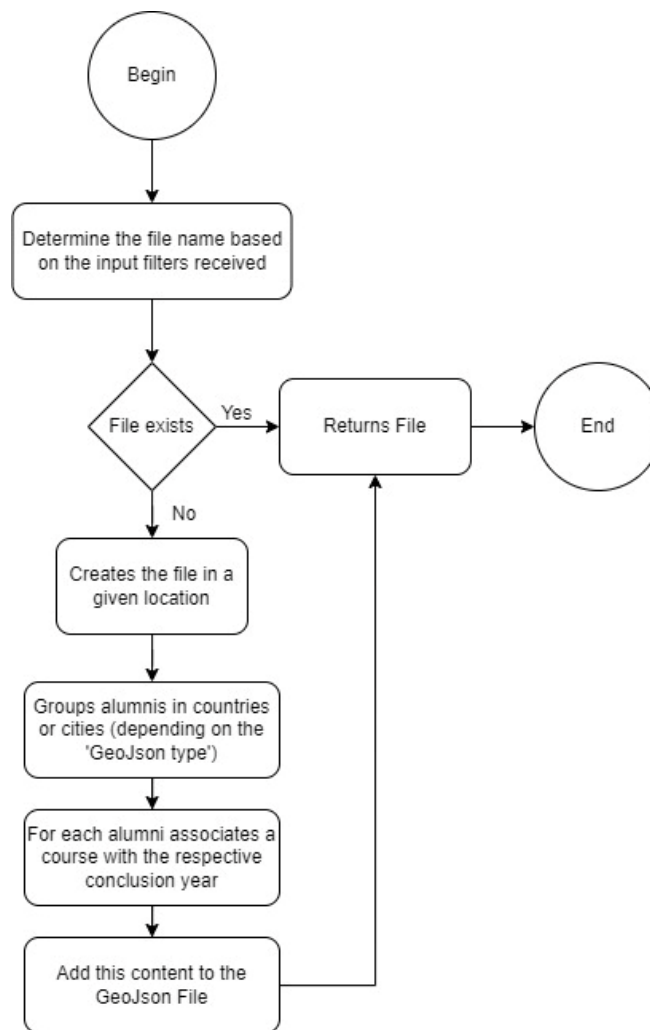 Begin
Determine the file name based
on the input filters received
File exists
Yes
Returns File
End
No
Creates the file in a
given location
Groups alumnis in countries
or cities (depending on the
'GeoJson type')
For each alumni associates a
course with the respective
conclusion year
Add this content to the
GeoJson File